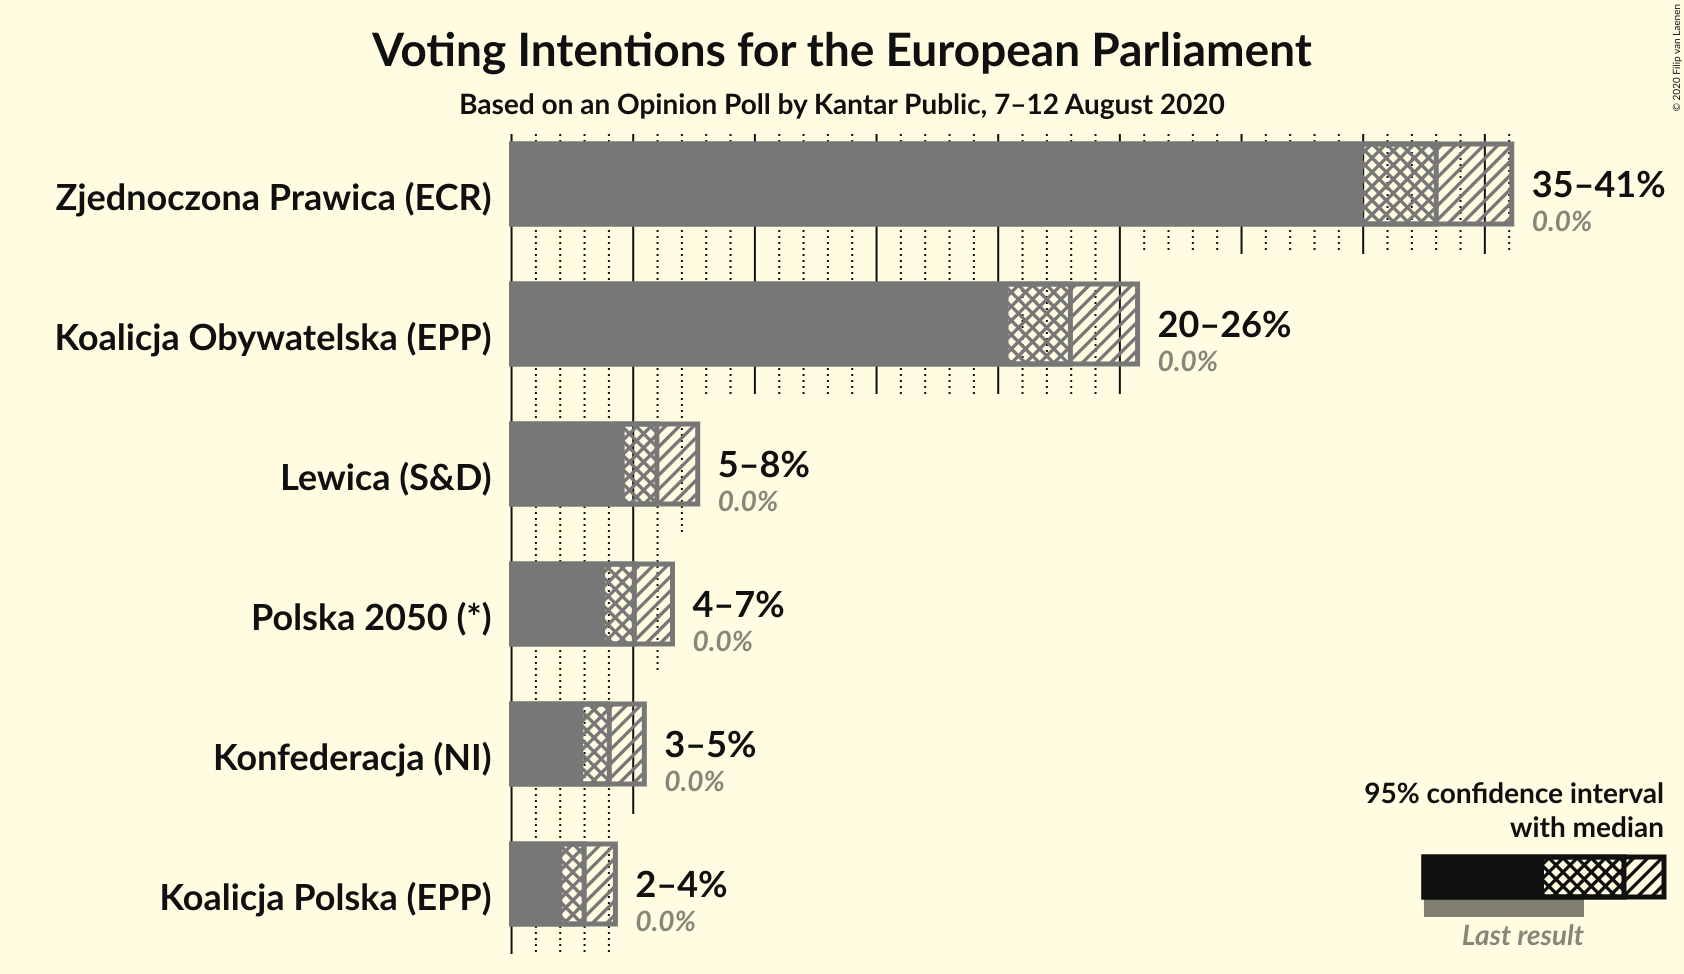 Voting Intentions for the European Parliament
Based on an Opinion Poll by Kantar Public, 7–12 August 2020
© 2020 Filip van Laenen
Zjednoczona Prawica (ECR)
35–41%
0.0%
Koalicja Obywatelska (EPP)
20–26%
0.0%
Lewica (S&D)
5–8%
0.0%
Polska 2050 (*)
4–7%
0.0%
Konfederacja (NI)
3–5%
0.0%
Koalicja Polska (EPP)
2–4%
0.0%
95% confidence interval
with median
Last result